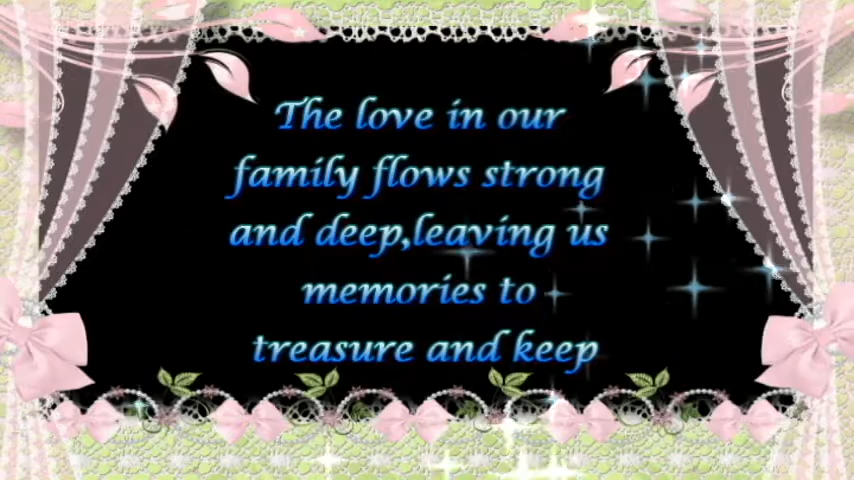 The love in our
family flows strong
and deep,leaving us
memories to
treasure and keep